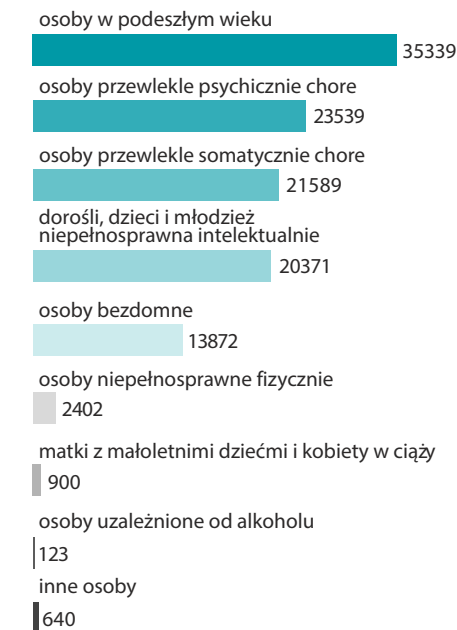 osoby w podeszłym wieku
35339
osoby przewlekle psychicznie chore
23539
osoby przewlekle somatycznie chore
21589
dorośli, dzieci i młodzież
niepełnosprawna intelektualnie
20371
osoby bezdomne
13872
osoby niepełnosprawne fizycznie
2402
matki z małoletnimi dziećmi i kobiety w ciąży
900
osoby uzależnione od alkoholu
123
inne osoby
640